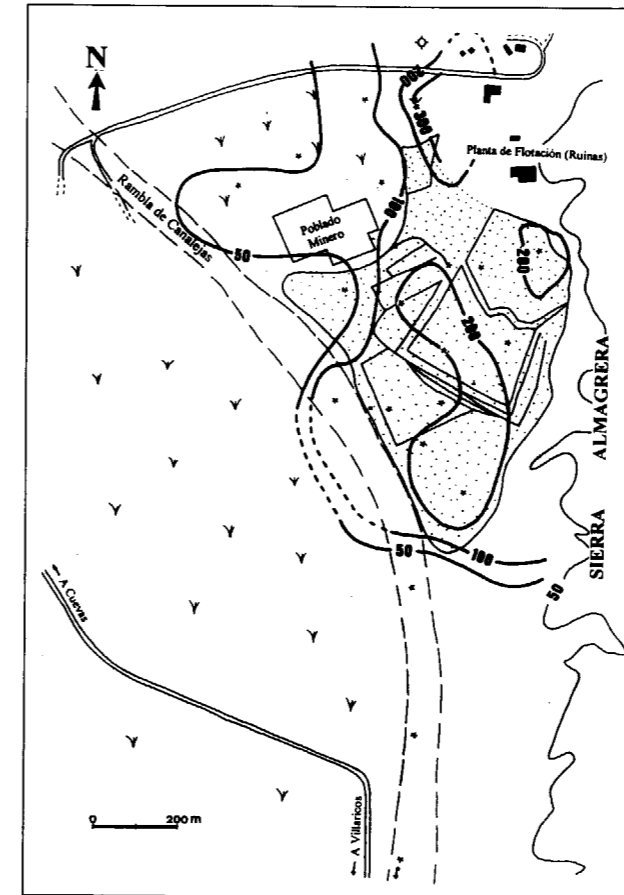 N
200
300
Planta de Flotación (Ruinas)
Rambla de Canalejas
Poblado
Minero
100
50
200
200
SIERRA ALMAGRERA
50
100
50
A Cuevas
0 200 m
A Villaricos